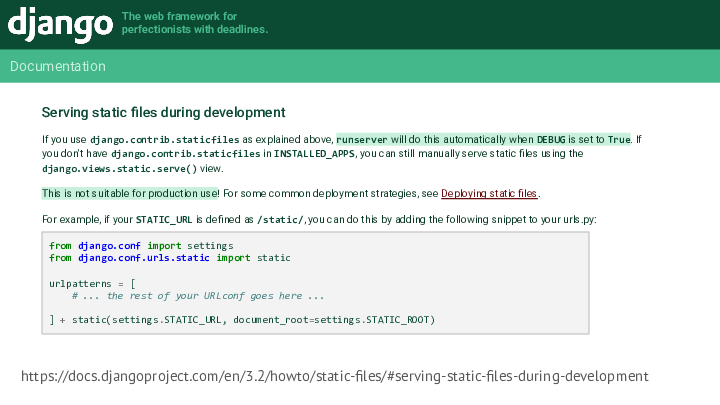 django
The web framework for
perfectionists with deadlines.
Documentation
Serving static files during development
If you use django.contrib.staticfiles as explained above, runserver will do this automatically when DEBUG is set to True. If
you don't have django.contrib.staticfiles in INSTALLED_APPS, you can still manually serve static files using the
django.views.static.serve() view.
This is not suitable for production use! For some common deployment strategies, see Deploying static files.
For example, if your STATIC_URL is defined as /static/, you can do this by adding the following snippet to your urls.py:
from django.conf import settings
from django.conf.urls.static import static
urlpatterns = [
# ... the rest of your URLconf goes here ...
] + static(settings.STATIC_URL, document_root=settings.STATIC_ROOT)
https://docs.djangoproject.com/en/3.2/howto/static-files/#serving-static-files-during-development